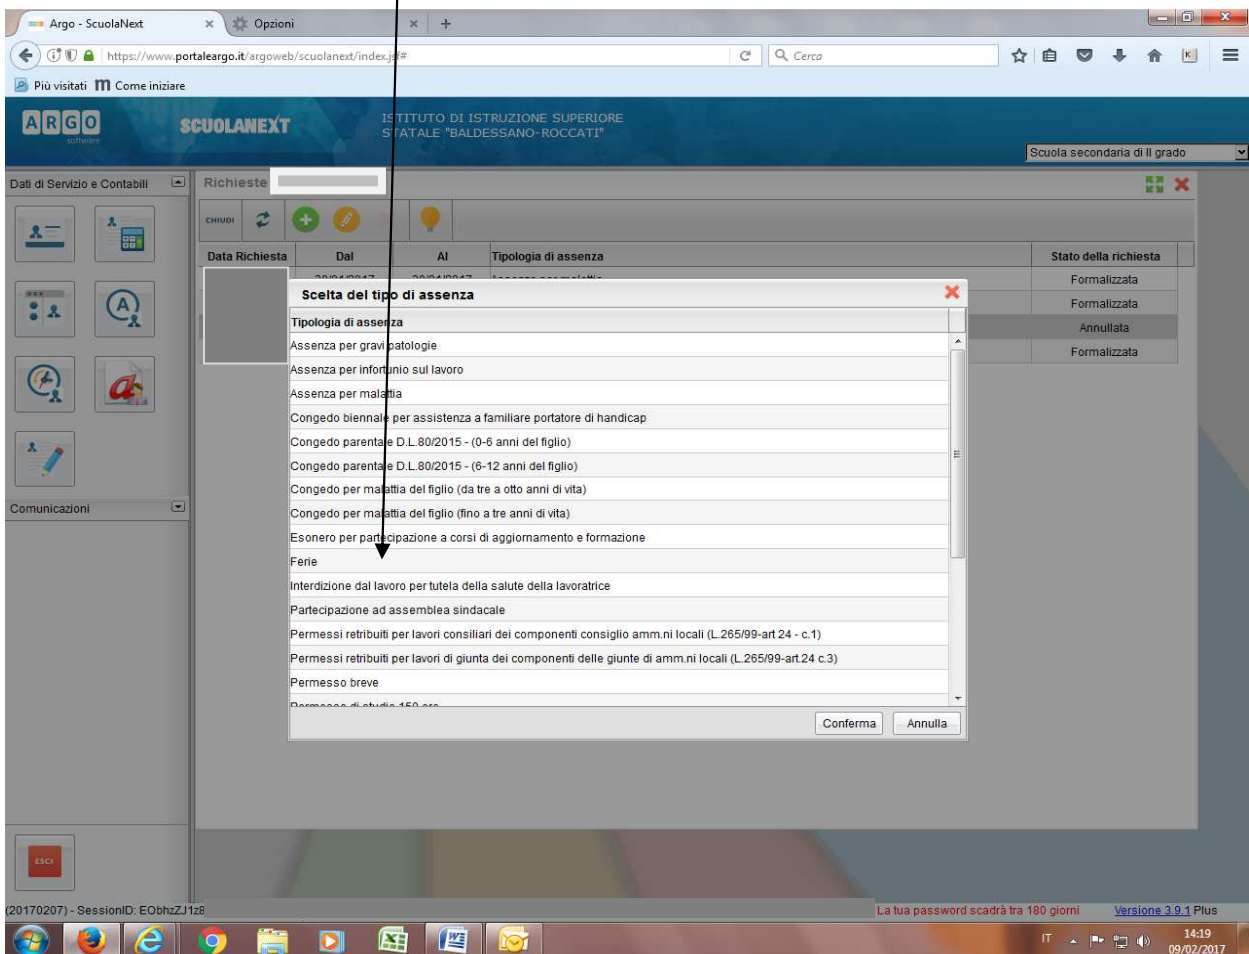 Argo - ScuolaNext
Opzioni
https://www.portaleargo.it/argoweb/scuolanext/index.jsf#
Cerca
Più visitati
Come iniziare
ARGO
software
SCUOLANEXT
ISTITUTO DI ISTRUZIONE SUPERIORE
STATALE "BALDESSANO-ROCCATI"
Scuola secondaria di II grado
Dati di Servizio e Contabili
Richieste
CHIUDI
Data Richiesta Dal Al Tipologia di assenza Stato della richiesta
Formalizzata
Formalizzata
Annullata
Formalizzata
Scelta del tipo di assenza
Tipologia di assenza
Assenza per gravi patologie
Assenza per infortunio sul lavoro
Assenza per malattia
Congedo biennale per assistenza a familiare portatore di handicap
Congedo parentale D.L.80/2015 - (0-6 anni del figlio)
Congedo parentale D.L.80/2015 - (6-12 anni del figlio)
Congedo per malattia del figlio (da tre a otto anni di vita)
Congedo per malattia del figlio (fino a tre anni di vita)
Esonero per partecipazione a corsi di aggiornamento e formazione
Ferie
Interdizione dal lavoro per tutela della salute della lavoratrice
Partecipazione ad assemblea sindacale
Permessi retribuiti per lavori consiliari dei componenti consiglio amm.ni locali (L.265/99-art 24 - c.1)
Permessi retribuiti per lavori di giunta dei componenti delle giunte di amm.ni locali (L.265/99-art.24 c.3)
Permesso breve
Permesso di studio 150 ore
Conferma Annulla
Comunicazioni
ESCI
(20170207) - SessionID: EObhzZJ1z8
La tua password scadrà tra 180 giorni
Versione 3.9.1 Plus
IT
14:19
09/02/2017